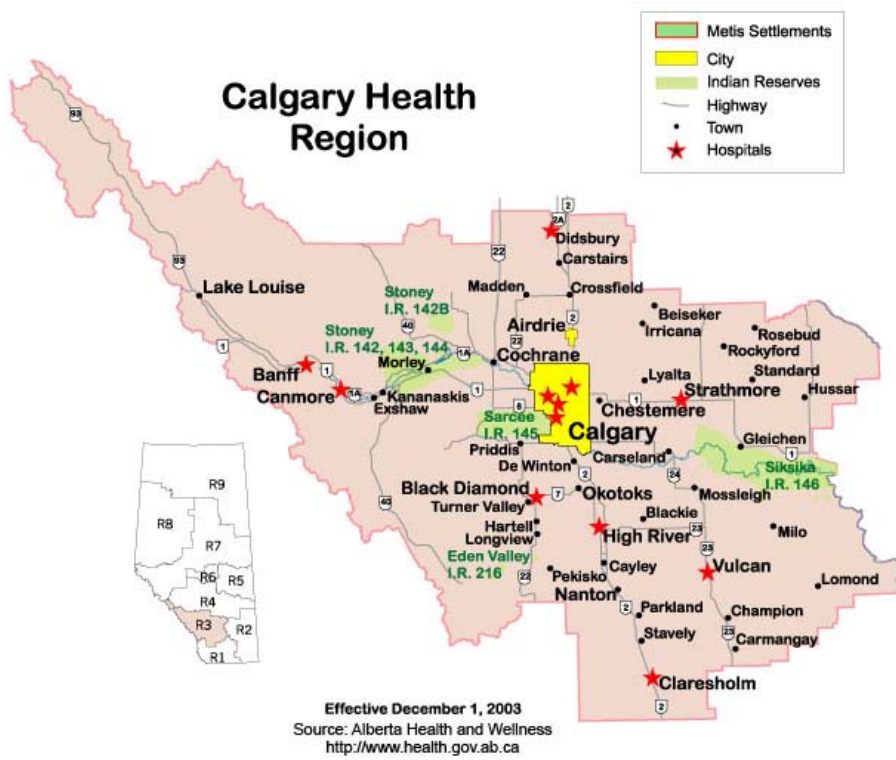 Calgary Health
Region
Metis Settlements
City
Indian Reserves
Highway
Town
Hospitals
93
93
2
2A
Didsbury
22
Carstairs
Madden
Crossfield
Lake Louise
Stoney
I.R. 142B
2
Beiseker
Irricana
Airdrie
Rosebud
Rockyford
40
22
Stoney
I.R. 142, 143, 144
1A
Cochrane
1
Morley
Lyalta
Standard
Banff
1
Strathmore
Hussar
Canmore
1A
Kananaskis
1
1
Exshaw
Chestemere
8
Sarcee
I.R. 145
Calgary
Gleichen
Priddis
Carseland
1
De Winton
2
24
Siksika
I.R. 146
Black Diamond
7
Okotoks
Mossleigh
40
Turner Valley
Blackie
Hartell
Longview
High River
23
Milo
Eden Valley
I.R. 216
23
22
Pekisko
Cayley
Vulcan
Nanton
Lomond
2
Parkland
Champion
23
Stavely
Carmangay
Claresholm
2
R9
R8
R7
R6
R5
R4
R3
R2
R1
Effective December 1, 2003
Source: Alberta Health and Wellness
http://www.health.gov.ab.ca